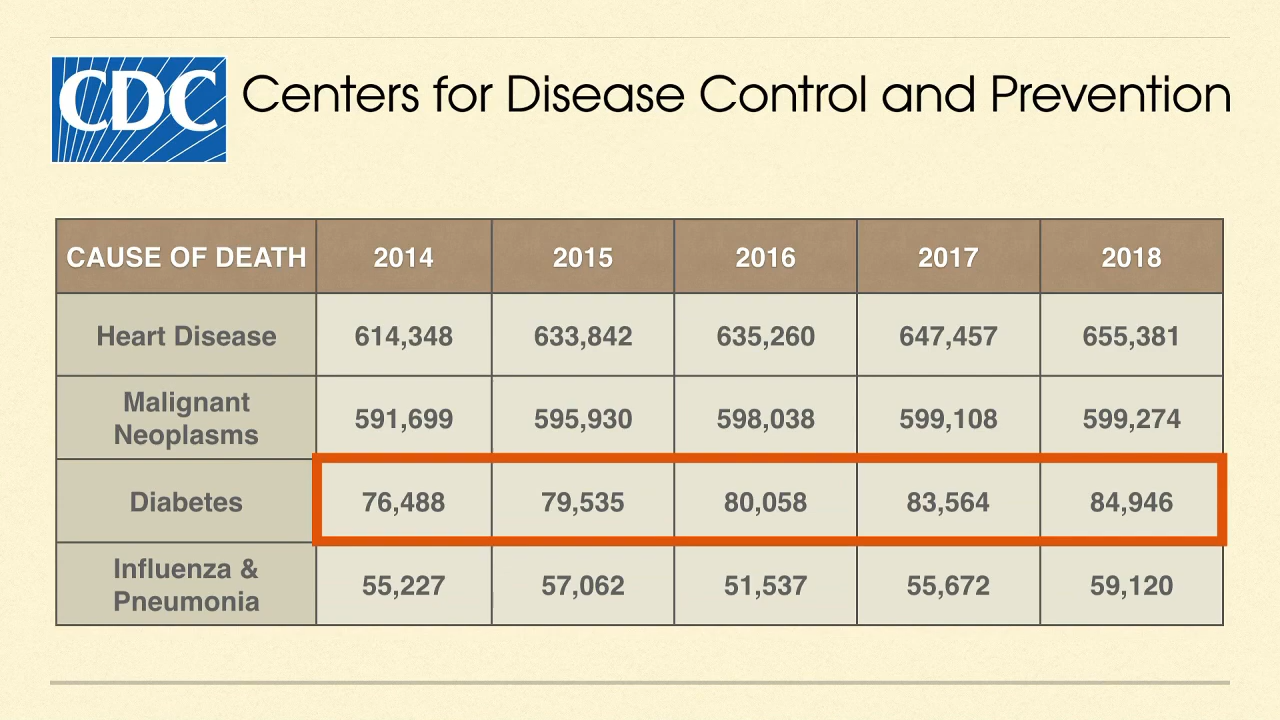 CDC Centers for Disease Control and Prevention
CAUSE OF DEATH 2014 2015 2016 2017 2018
Heart Disease 614,348 633,842 635,260 647,457 655,381
Malignant
Neoplasms 591,699 595,930 598,038 599,108 599,274
Diabetes 76,488 79,535 80,058 83,564 84,946
Influenza &
Pneumonia 55,227 57,062 51,537 55,672 59,120